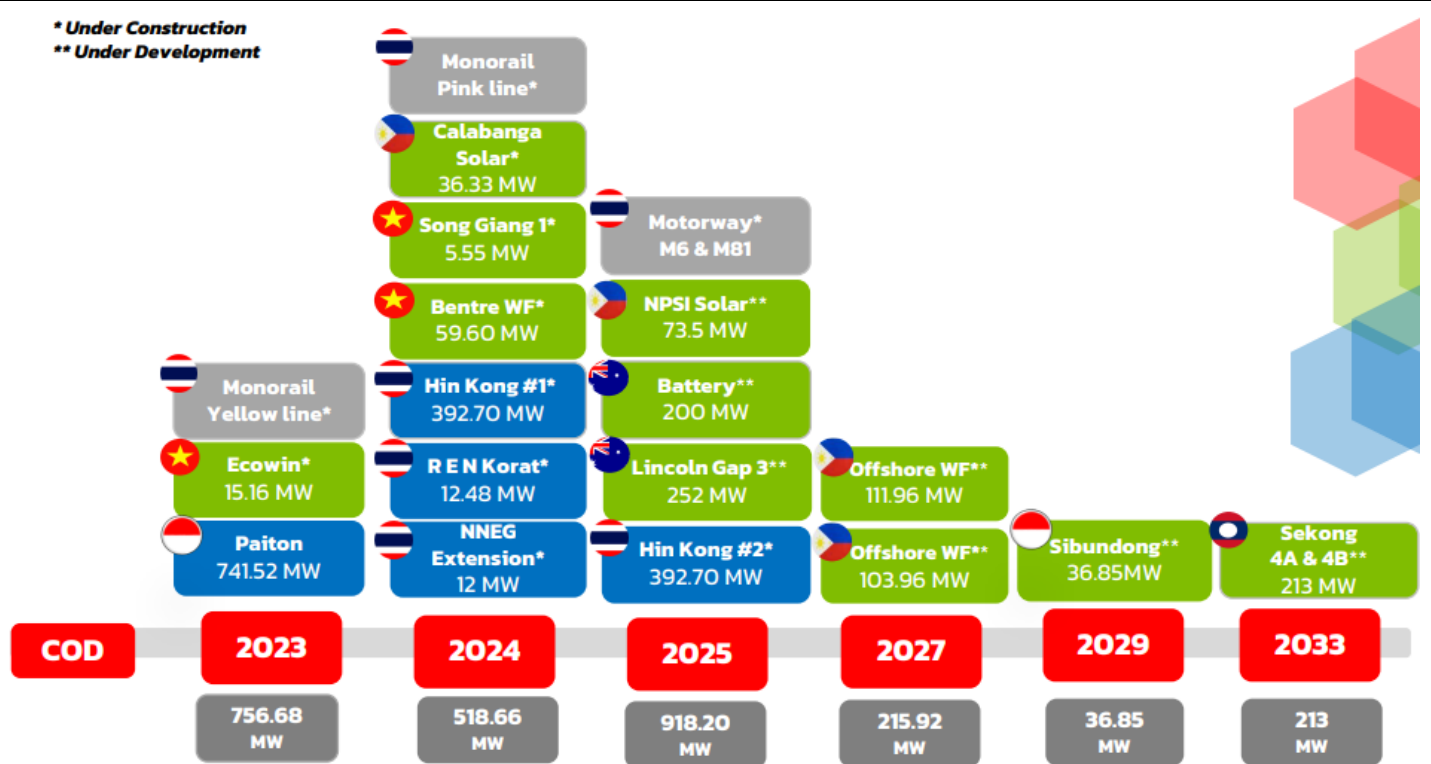 * Under Construction
** Under Development
Monorail
Pink line*
Calabanga
Solar*
36.33 MW
Song Giang 1*
5.55 MW
Bentre WF*
59.60 MW
Hin Kong #1*
392.70 MW
R E N Korat*
12.48 MW
NNEG
Extension*
12 MW
Monorail
Yellow line*
Ecowin*
15.16 MW
Paiton
741.52 MW
Motorway*
M6 & M81
NPSI Solar**
73.5 MW
Battery**
200 MW
Lincoln Gap 3**
252 MW
Hin Kong #2*
392.70 MW
Offshore WF**
111.96 MW
Offshore WF**
103.96 MW
Sibundong**
36.85MW
Sekong
4A & 4B**
213 MW
COD
2023
2024
2025
2027
2029
2033
756.68
MW
518.66
MW
918.20
MW
215.92
MW
36.85
MW
213
MW